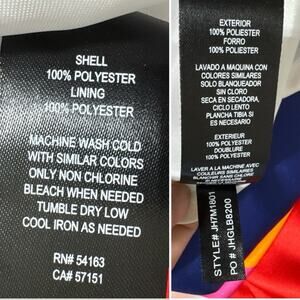 SHELL
100% POLYESTER
LINING
100% POLYESTER
MACHINE WASH COLD
WITH SIMILAR COLORS
ONLY NON CHLORINE
BLEACH WHEN NEEDED
TUMBLE DRY LOW
COOL IRON AS NEEDED
RN# 54163
CA# 57151
EXTERIOR
100% POLIESTER
FORRO
100% POLIESTER
LAVADO A MAQUINA CON
COLORES SIMILARES
SOLO BLANQUEADOR
SIN CLORO
SECA EN SECADORA,
CICLO LENTO
PLANCHA TIBIA SI
ES NECESARIO
EXTERIEUR
100% POLYESTER
DOUBLURE
100% POLYESTER
LAVER A LA MACHINE AVEC
COULEURS SIMILAIRES
BLANCHIR SANS CHLORE
STYLE# JH7M1801
PO # JHGLB8200